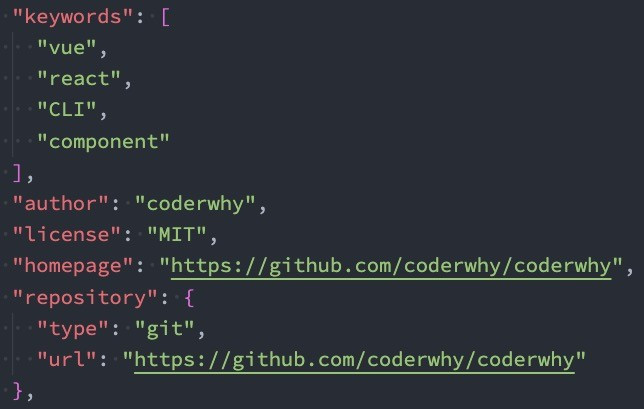 "keywords": [
"vue",
"react",
"CLI",
"component"
],
"author": "coderwhy",
"license": "MIT",
"homepage": "https://github.com/coderwhy/coderwhy",
"repository": {
"type": "git",
"url": "https://github.com/coderwhy/coderwhy"
},